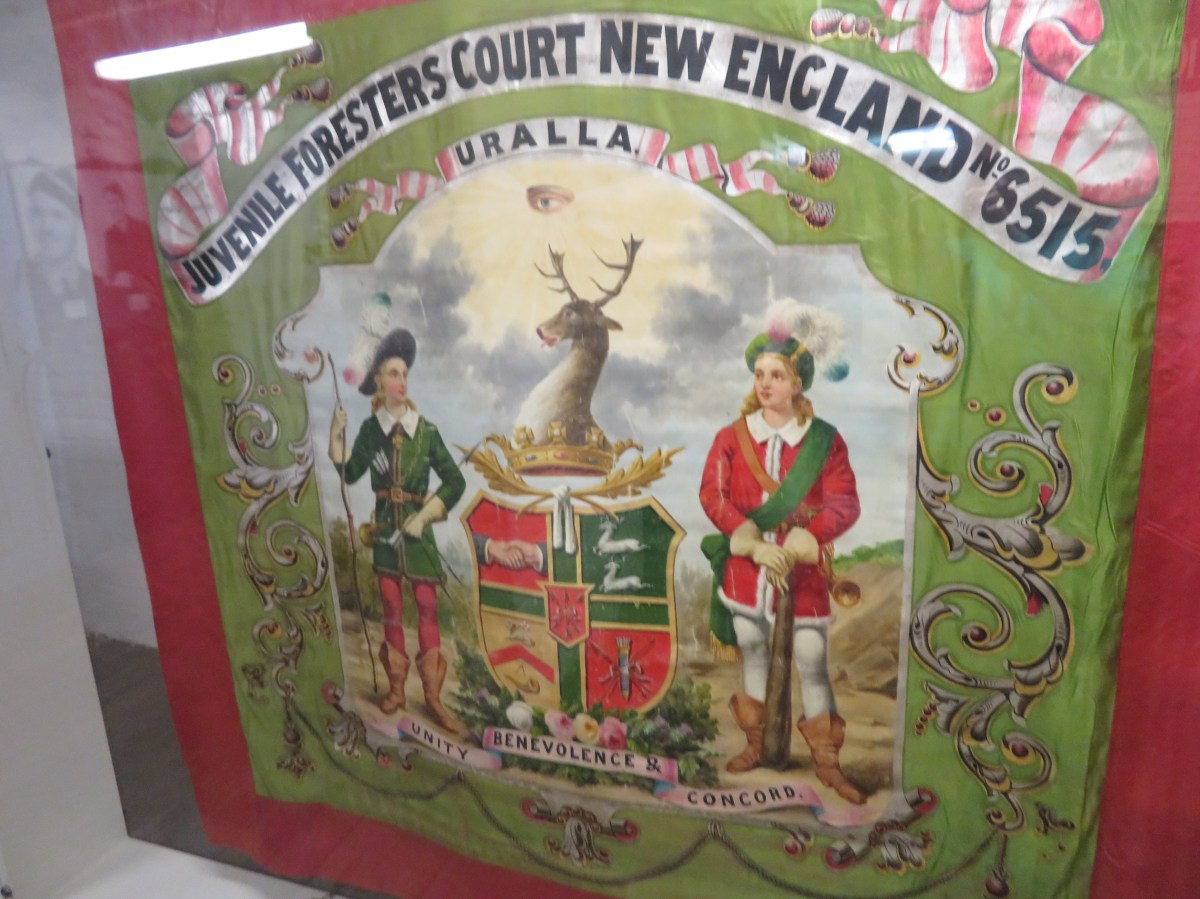 JUVENILE FORESTERS COURT NEW ENGLAND No 6515.
URALLA.
UNITY
BENEVOLENCE &
CONCORD.